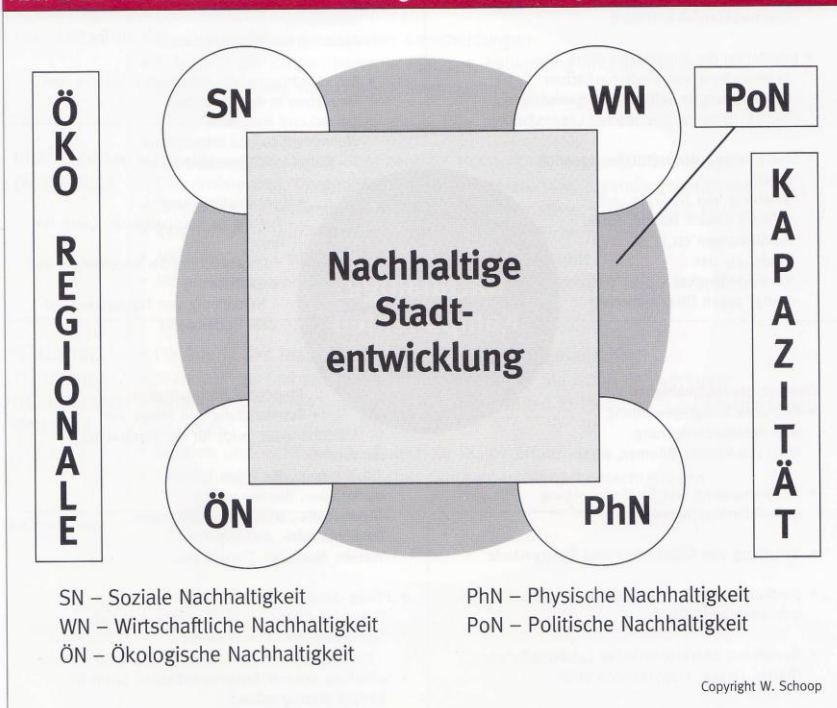 SN
WN
PoN
ÖKO REGIONALE
KAPAZITÄT
Nachhaltige
Stadt-
entwicklung
ÖN
PhN
SN – Soziale Nachhaltigkeit
WN – Wirtschaftliche Nachhaltigkeit
ÖN – Ökologische Nachhaltigkeit
PhN – Physische Nachhaltigkeit
PoN – Politische Nachhaltigkeit
Copyright W. Schoop